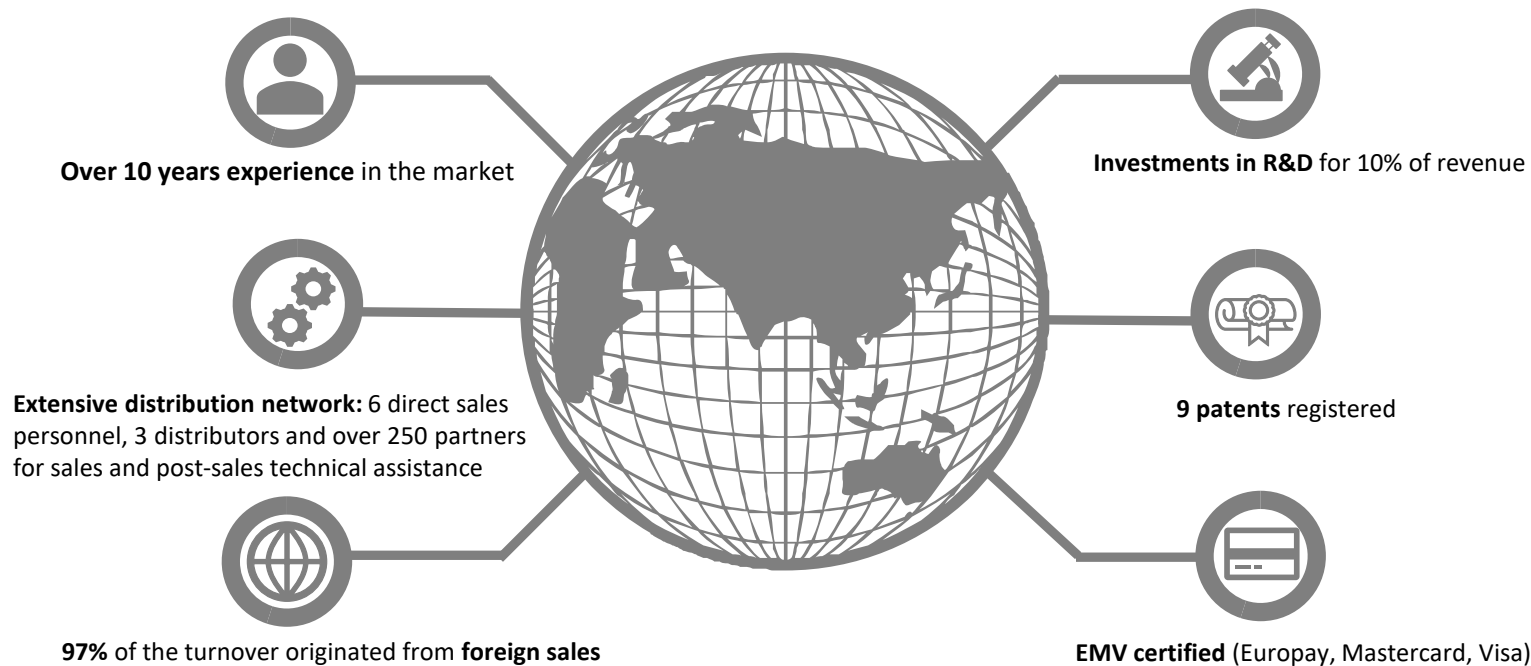 Over 10 years experience in the market
Extensive distribution network: 6 direct sales
personnel, 3 distributors and over 250 partners
for sales and post-sales technical assistance
97% of the turnover originated from foreign sales
Investments in R&D for 10% of revenue
9 patents registered
EMV certified (Europay, Mastercard, Visa)